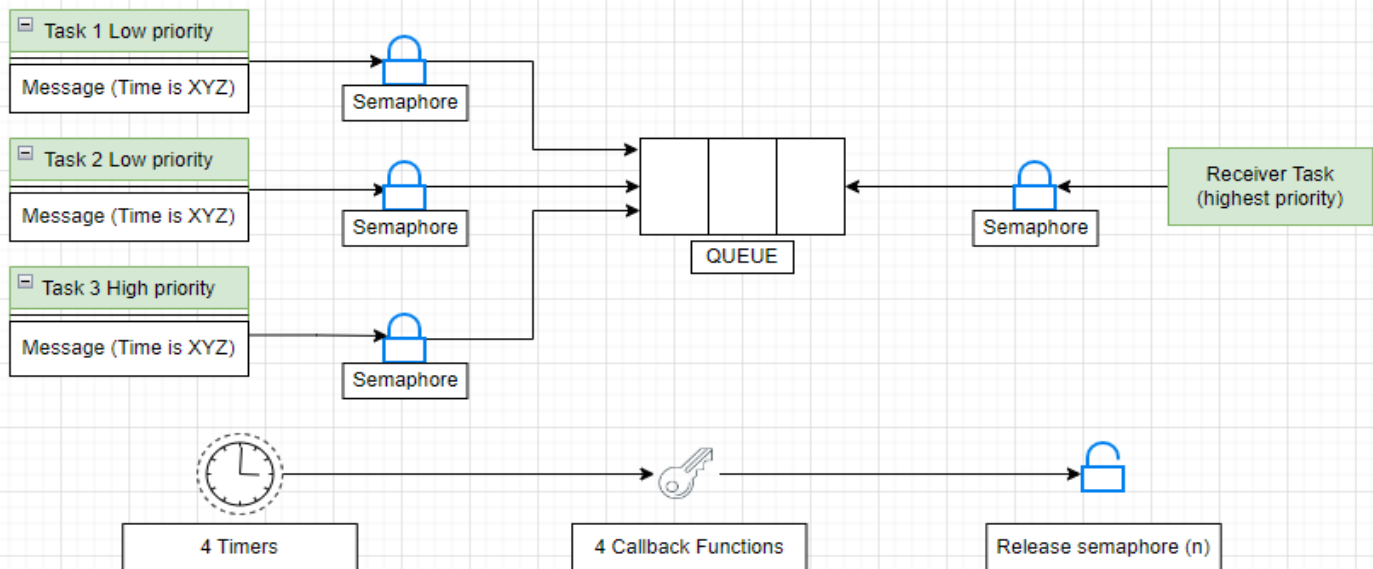 Task 1 Low priority
Message (Time is XYZ)
Semaphore
Task 2 Low priority
Message (Time is XYZ)
Semaphore
Task 3 High priority
Message (Time is XYZ)
Semaphore
QUEUE
Semaphore
Receiver Task
(highest priority)
4 Timers
4 Callback Functions
Release semaphore (n)